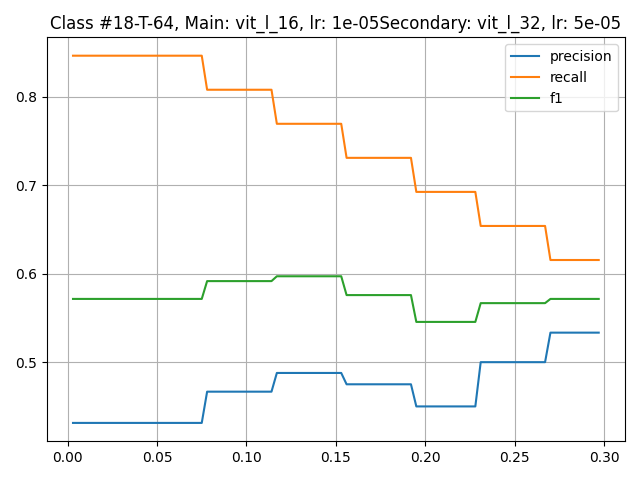 Class #18-T-64, Main: vit_l_16, lr: 1e-05Secondary: vit_l_32, lr: 5e-05
precision
recall
f1
0.8
0.7
0.6
0.5
0.00 0.05 0.10 0.15 0.20 0.25 0.30